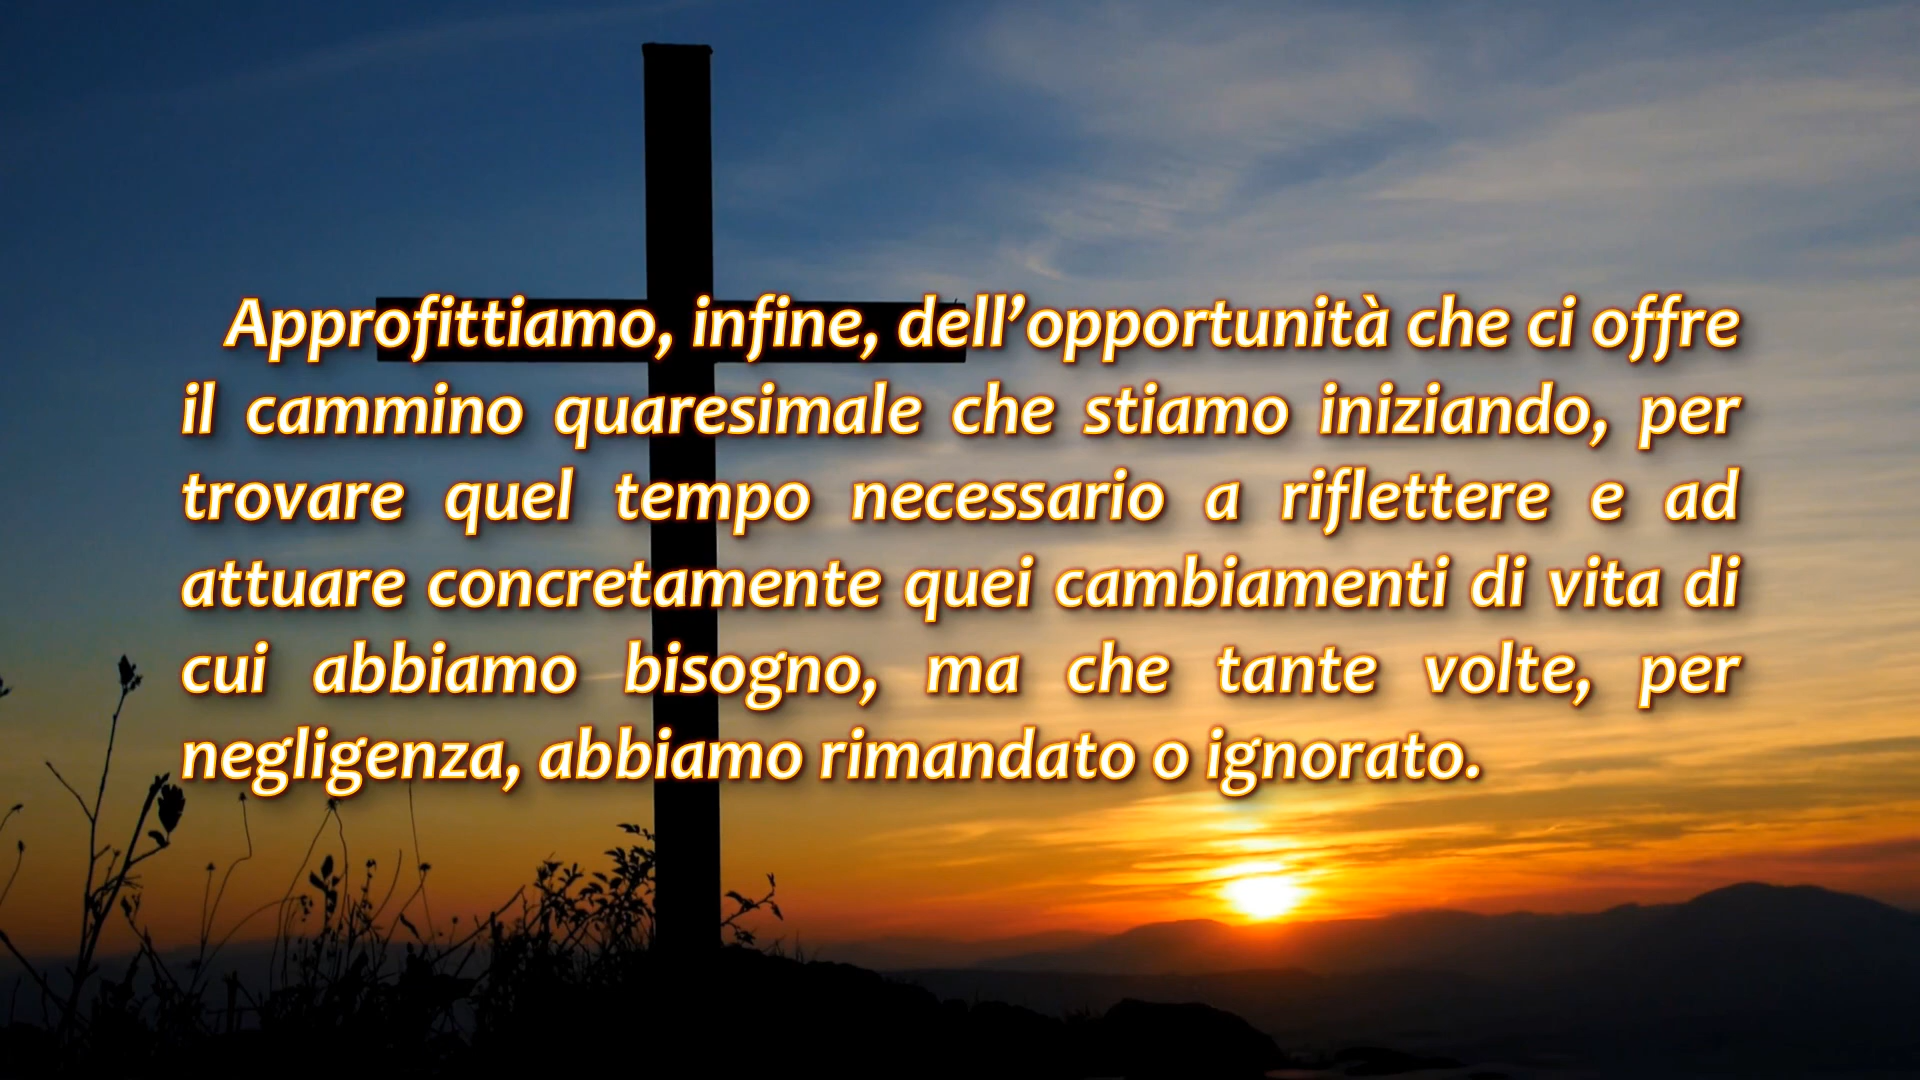 Approfittiamo, infine, dell’opportunità che ci offre
il cammino quaresimale che stiamo iniziando, per
trovare quel tempo necessario a riflettere e ad
attuare concretamente quei cambiamenti di vita di
cui abbiamo bisogno, ma che tante volte, per
negligenza, abbiamo rimandato o ignorato.